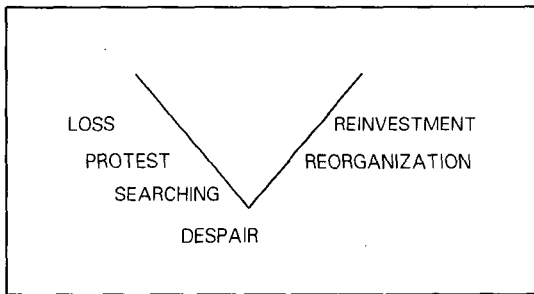 LOSS
REINVESTMENT
PROTEST
REORGANIZATION
SEARCHING
DESPAIR